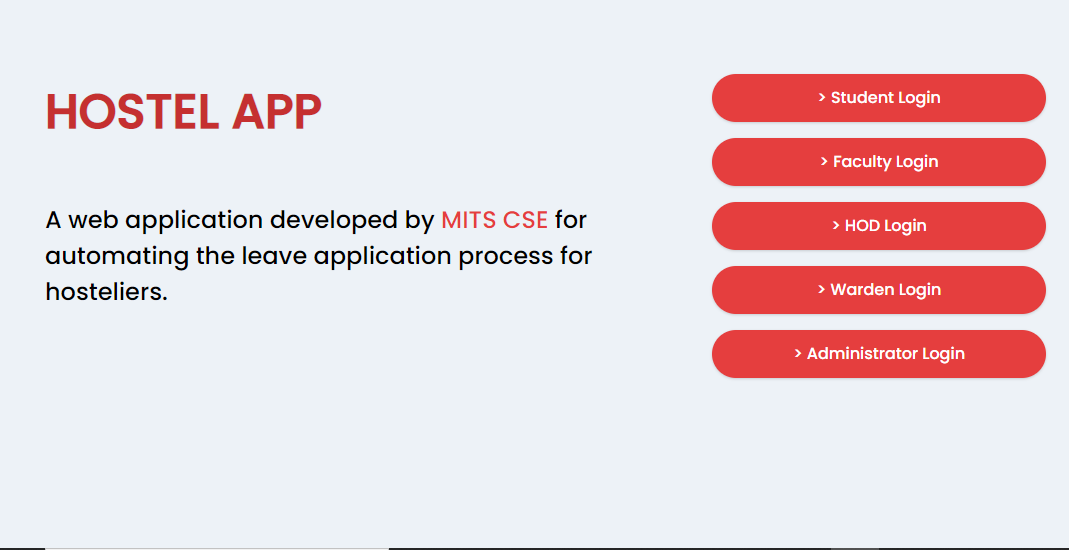 HOSTEL APP
A web application developed by MITS CSE for
automating the leave application process for
hosteliers.
> Student Login
> Faculty Login
> HOD Login
> Warden Login
> Administrator Login